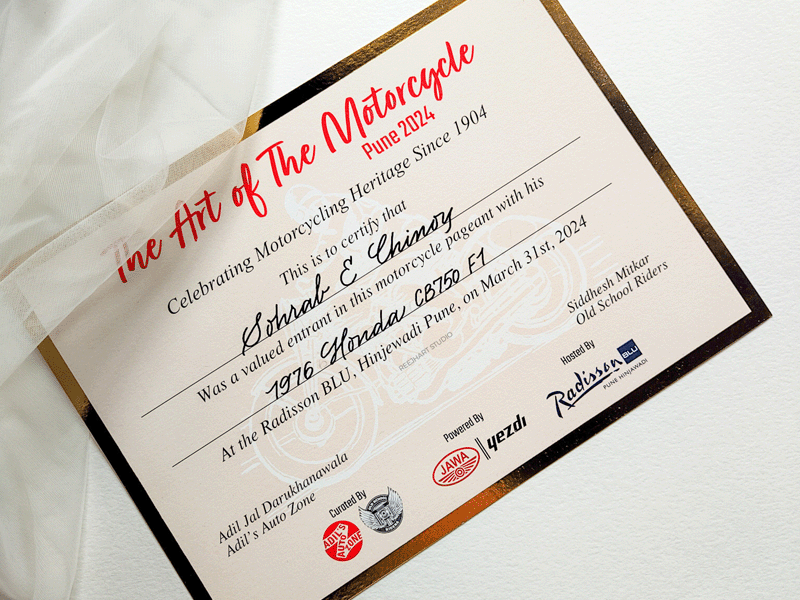 The Art of The Motorcycle
Pune 2024
Celebrating Motorcycling Heritage Since 1904
This is to certify that
Sohrab E Chinoy
Was a valued entrant in this motorcycle pageant with his
1976 Honda CB750 F1
At the Radisson BLU, Hinjewadi Pune, on March 31st, 2024
Adil Jal Darukhanawala
Adil's Auto Zone
Siddhesh Mitkar
Old School Riders
Curated By
ADIL'S
AUTO
ZONE
Powered By
JAWA
yezdi
Hosted By
Radisson BLU
PUNE HINJAWADI